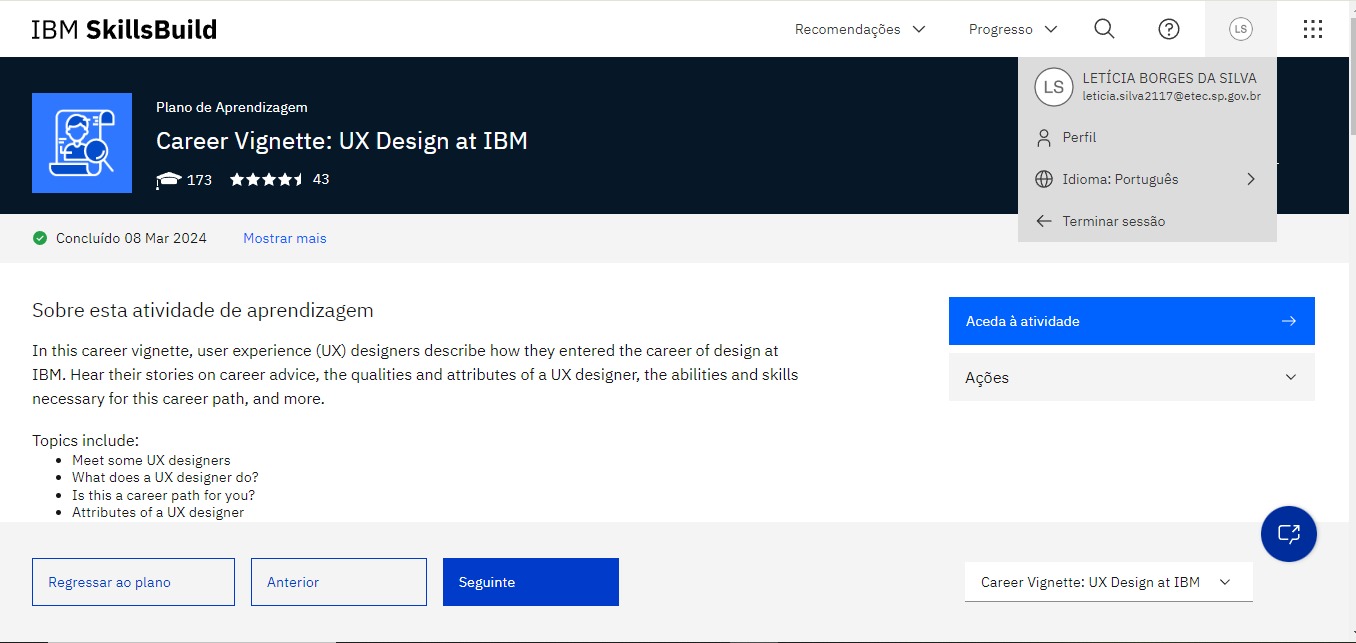 IBM SkillsBuild
Recomendações
Progresso
LS
LS
LETÍCIA BORGES DA SILVA
leticia.silva2117@etec.sp.gov.br
Perfil
Idioma: Português
Terminar sessão
Plano de Aprendizagem
Career Vignette: UX Design at IBM
173
43
Concluído 08 Mar 2024
Mostrar mais
Sobre esta atividade de aprendizagem
In this career vignette, user experience (UX) designers describe how they entered the career of design at
IBM. Hear their stories on career advice, the qualities and attributes of a UX designer, the abilities and skills
necessary for this career path, and more.
Topics include:
• Meet some UX designers
• What does a UX designer do?
• Is this a career path for you?
• Attributes of a UX designer
Aceda à atividade
Ações
Regressar ao plano
Anterior
Seguinte
Career Vignette: UX Design at IBM